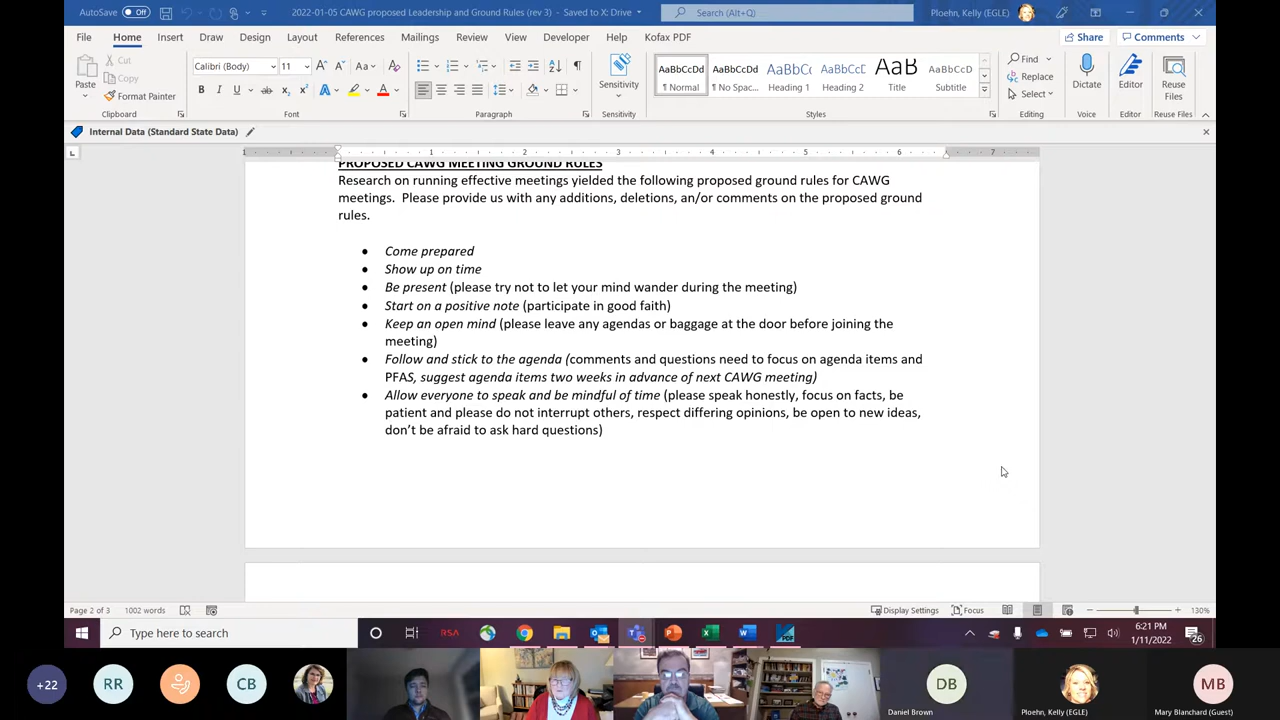 AutoSave Off 2022-01-05 CAWG proposed Leadership and Ground Rules (rev 3) - Saved to X: Drive Search (Alt+Q) Ploehn, Kelly (EGLE)
File Home Insert Draw Design Layout References Mailings Review View Developer Help Kofax PDF Share Comments
Paste Cut Copy Format Painter
Calibri (Body) 11
AaBbCcDd AaBbCcDd AaBbCc AaBbCcD AaB AaBbCcD
Normal No Spac... Heading 1 Heading 2 Title Subtitle
Sensitivity Find Replace Select Dictate Editor Reuse Files
Clipboard Font Paragraph Sensitivity Styles Editing Voice Editor Reuse Files
Internal Data (Standard State Data)
1 1 2 3 4 5 6 7
PROPOSED CAWG MEETING GROUND RULES
Research on running effective meetings yielded the following proposed ground rules for CAWG
meetings. Please provide us with any additions, deletions, an/or comments on the proposed ground
rules.
• Come prepared
• Show up on time
• Be present (please try not to let your mind wander during the meeting)
• Start on a positive note (participate in good faith)
• Keep an open mind (please leave any agendas or baggage at the door before joining the
meeting)
• Follow and stick to the agenda (comments and questions need to focus on agenda items and
PFAS, suggest agenda items two weeks in advance of next CAWG meeting)
• Allow everyone to speak and be mindful of time (please speak honestly, focus on facts, be
patient and please do not interrupt others, respect differing opinions, be open to new ideas,
don't be afraid to ask hard questions)
Page 2 of 3 1002 words Display Settings Focus 130%
Type here to search RSA PDF 6:21 PM
1/11/2022 26
+22 RR CB DB MB
Daniel Brown Ploehn, Kelly (EGLE) Mary Blanchard (Guest)